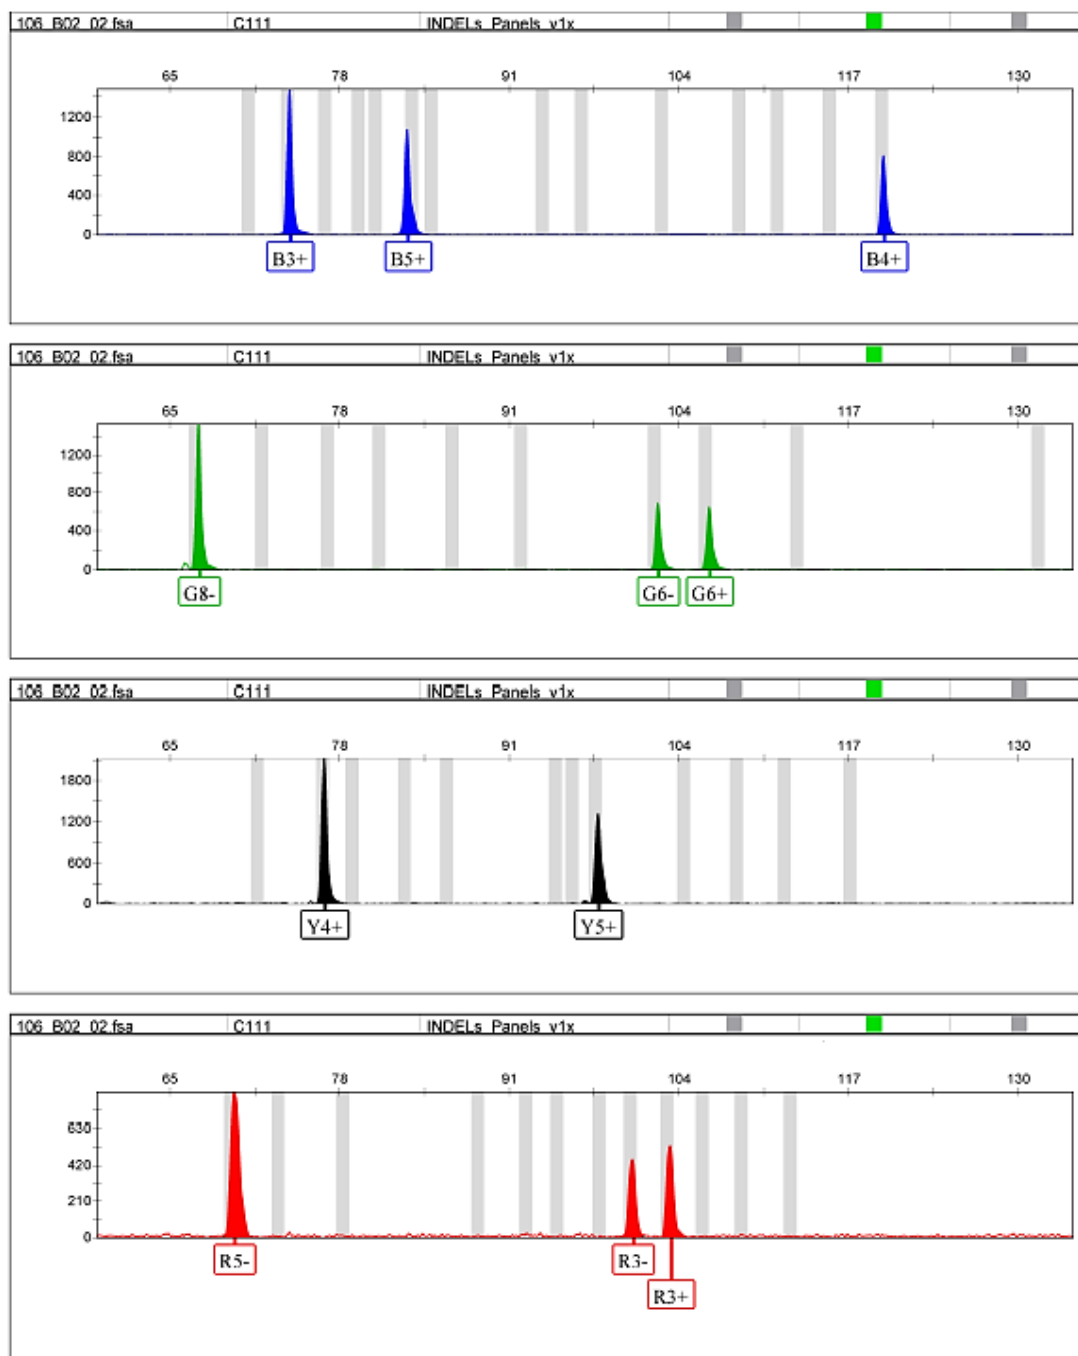 106_B02_02.fsa C111 INDELs_Panels_v1x
65 78 91 104 117 130
1200
800
400
0
B3+ B5+ B4+
106_B02_02.fsa C111 INDELs_Panels_v1x
65 78 91 104 117 130
1200
800
400
0
G8- G6- G6+
106_B02_02.fsa C111 INDELs_Panels_v1x
65 78 91 104 117 130
1800
1200
600
0
Y4+ Y5+
106_B02_02.fsa C111 INDELs_Panels_v1x
65 78 91 104 117 130
630
420
210
0
R5- R3-
R3+